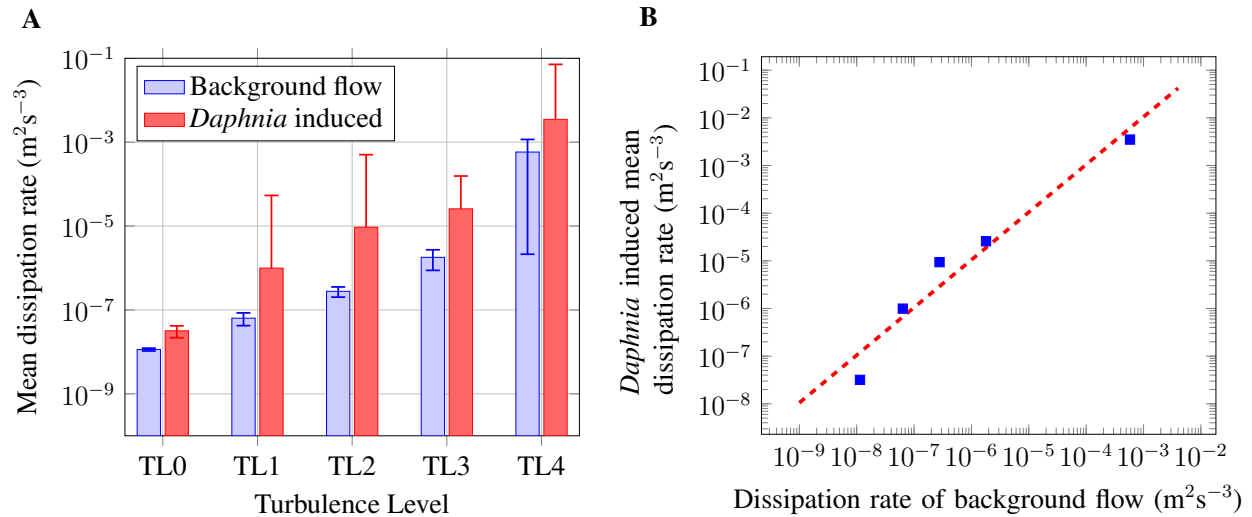 A
Mean dissipation rate (m²s⁻³)
10⁻¹
10⁻³
10⁻⁵
10⁻⁷
10⁻⁹
Background flow
Daphnia induced
TL0 TL1 TL2 TL3 TL4
Turbulence Level
B
Daphnia induced mean
dissipation rate (m²s⁻³)
10⁻¹
10⁻²
10⁻³
10⁻⁴
10⁻⁵
10⁻⁶
10⁻⁷
10⁻⁸
10⁻⁹ 10⁻⁸ 10⁻⁷ 10⁻⁶ 10⁻⁵ 10⁻⁴ 10⁻³ 10⁻²
Dissipation rate of background flow (m²s⁻³)